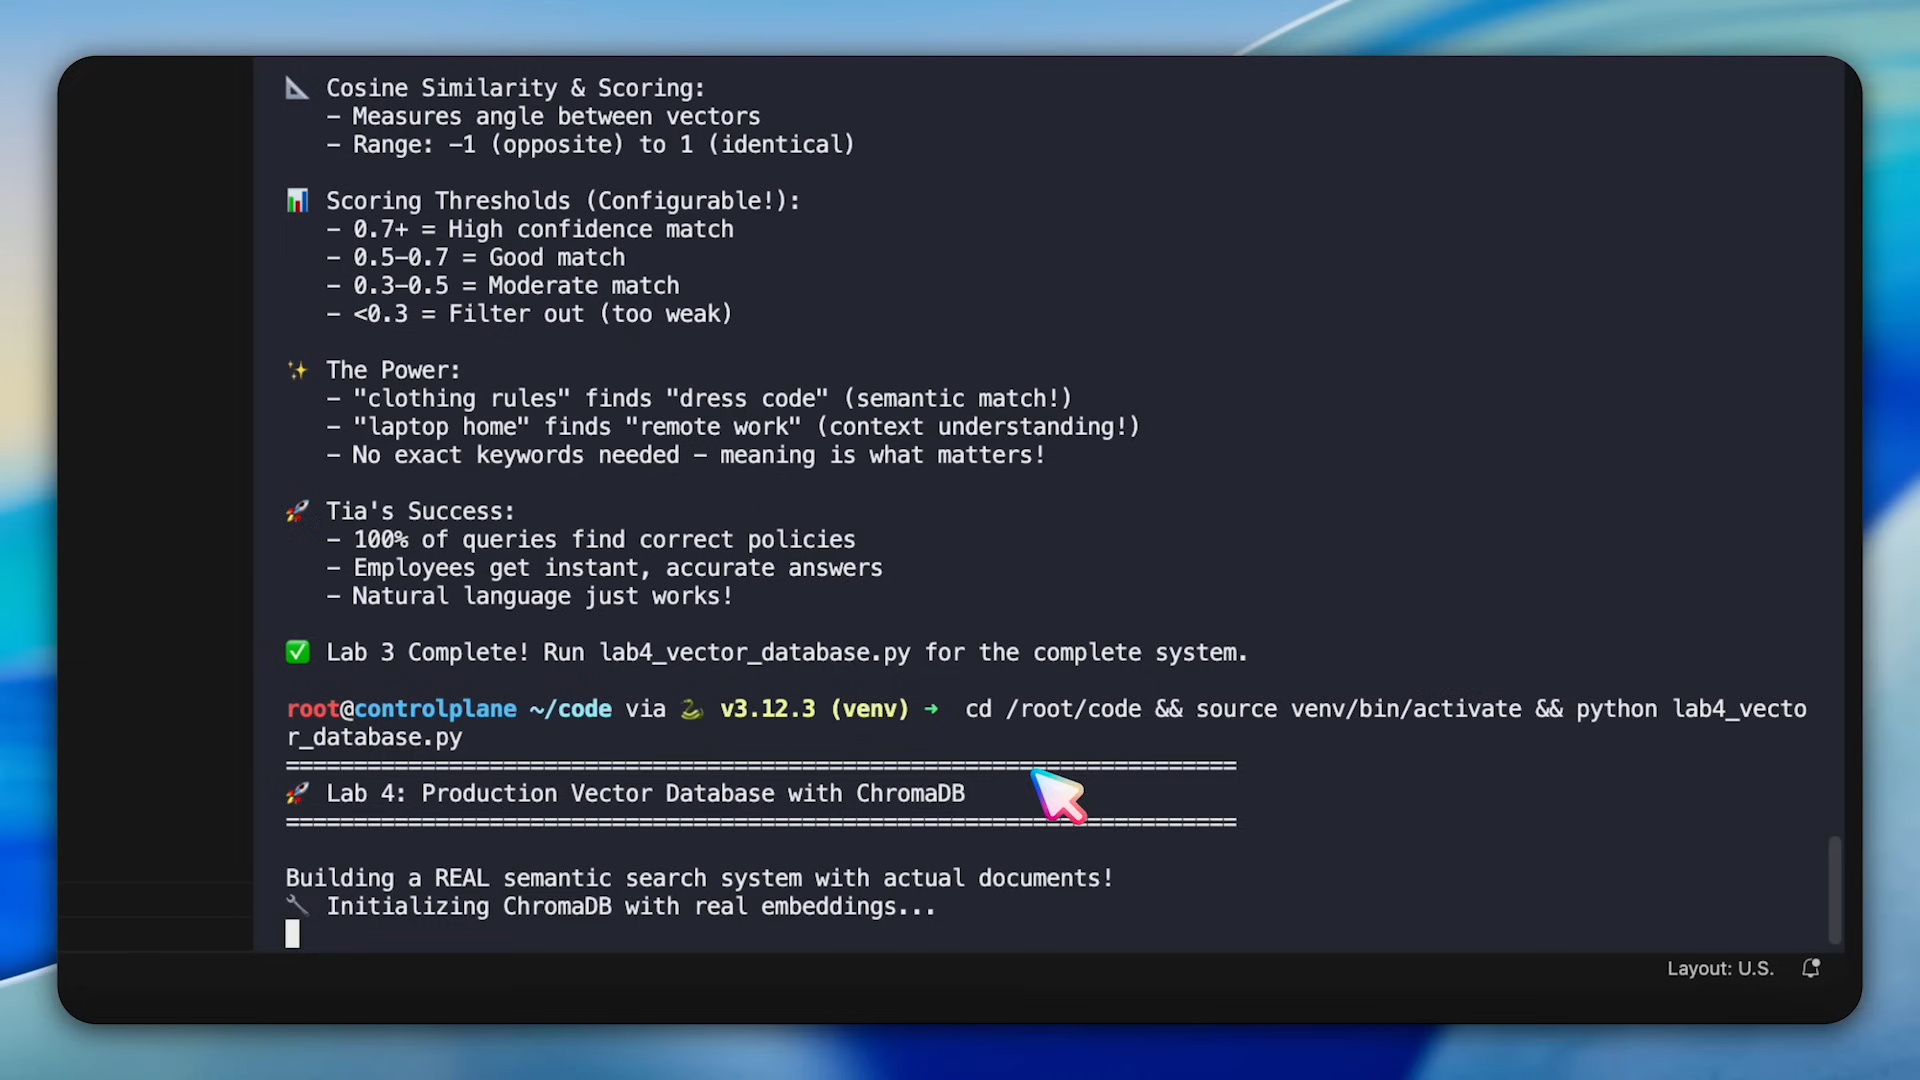 📐 Cosine Similarity & Scoring:
– Measures angle between vectors
– Range: –1 (opposite) to 1 (identical)
📊 Scoring Thresholds (Configurable!):
– 0.7+ = High confidence match
– 0.5–0.7 = Good match
– 0.3–0.5 = Moderate match
– <0.3 = Filter out (too weak)
✨ The Power:
– "clothing rules" finds "dress code" (semantic match!)
– "laptop home" finds "remote work" (context understanding!)
– No exact keywords needed – meaning is what matters!
🚀 Tia's Success:
– 100% of queries find correct policies
– Employees get instant, accurate answers
– Natural language just works!
✅ Lab 3 Complete! Run lab4_vector_database.py for the complete system.
root@controlplane ~/code via 🐍 v3.12.3 (venv) ➜ cd /root/code && source venv/bin/activate && python lab4_vecto
r_database.py
======================================================================
🚀 Lab 4: Production Vector Database with ChromaDB
======================================================================
Building a REAL semantic search system with actual documents!
🔧 Initializing ChromaDB with real embeddings...
Layout: U.S.